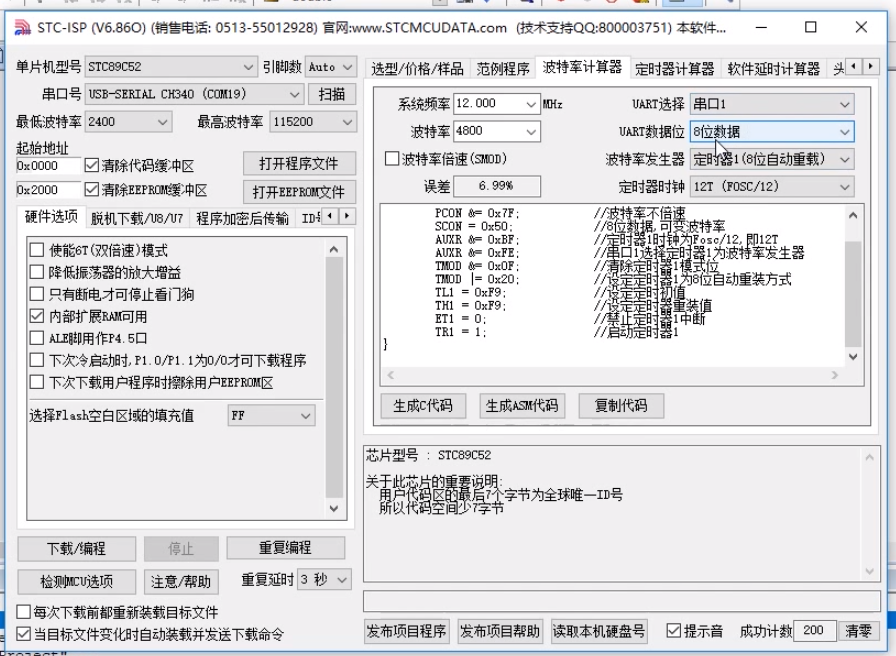 STC-ISP (V6.86O) (销售电话: 0513-55012928) 官网:www.STCMCUDATA.com (技术支持QQ:800003751) 本软件...
单片机型号 STC89C52 引脚数 Auto
串口号 USB-SERIAL CH340 (COM19) 扫描
最低波特率 2400 最高波特率 115200
起始地址
0x0000 清除代码缓冲区 打开程序文件
0x2000 清除EEPROM缓冲区 打开EEPROM文件
硬件选项 脱机下载/U8/U7 程序加密后传输
使能6T(双倍速)模式
降低振荡器的放大增益
只有断电才可停止看门狗
内部扩展RAM可用
ALE脚用作P4.5口
下次冷启动时,P1.0/P1.1为0/0才可下载程序
下次下载用户程序时擦除用户EEPROM区
选择Flash空白区域的填充值 FF
下载/编程 停止 重复编程
检测MCU选项 注意/帮助 重复延时 3 秒
每次下载前都重新装载目标文件
当目标文件变化时自动装载并发送下载命令
选型/价格/样品 范例程序 波特率计算器 定时器计算器 软件延时计算器 头
系统频率 12.000 MHz UART选择 串口1
波特率 4800 UART数据位 8位数据
波特率倍速(SMOD) 波特率发生器 定时器1(8位自动重载)
误差 6.99% 定时器时钟 12T (FOSC/12)
PCON &= 0x7F; //波特率不倍速
SCON = 0x50; //8位数据,可变波特率
AUXR &= 0xBF; //定时器1时钟为Fosc/12,即12T
AUXR &= 0xFE; //串口1选择定时器1为波特率发生器
TMOD &= 0x0F; //清除定时器1模式位
TMOD |= 0x20; //设定定时器1为8位自动重装方式
TL1 = 0xF9; //设定定时初值
TH1 = 0xF9; //设定定时器重装值
ET1 = 0; //禁止定时器1中断
TR1 = 1; //启动定时器1
}
生成C代码 生成ASM代码 复制代码
芯片型号 : STC89C52
关于此芯片的重要说明:
用户代码区的最后7个字节为全球唯一ID号
所以代码空间少7字节
发布项目程序 发布项目帮助 读取本机硬盘号 提示音 成功计数 200 清零